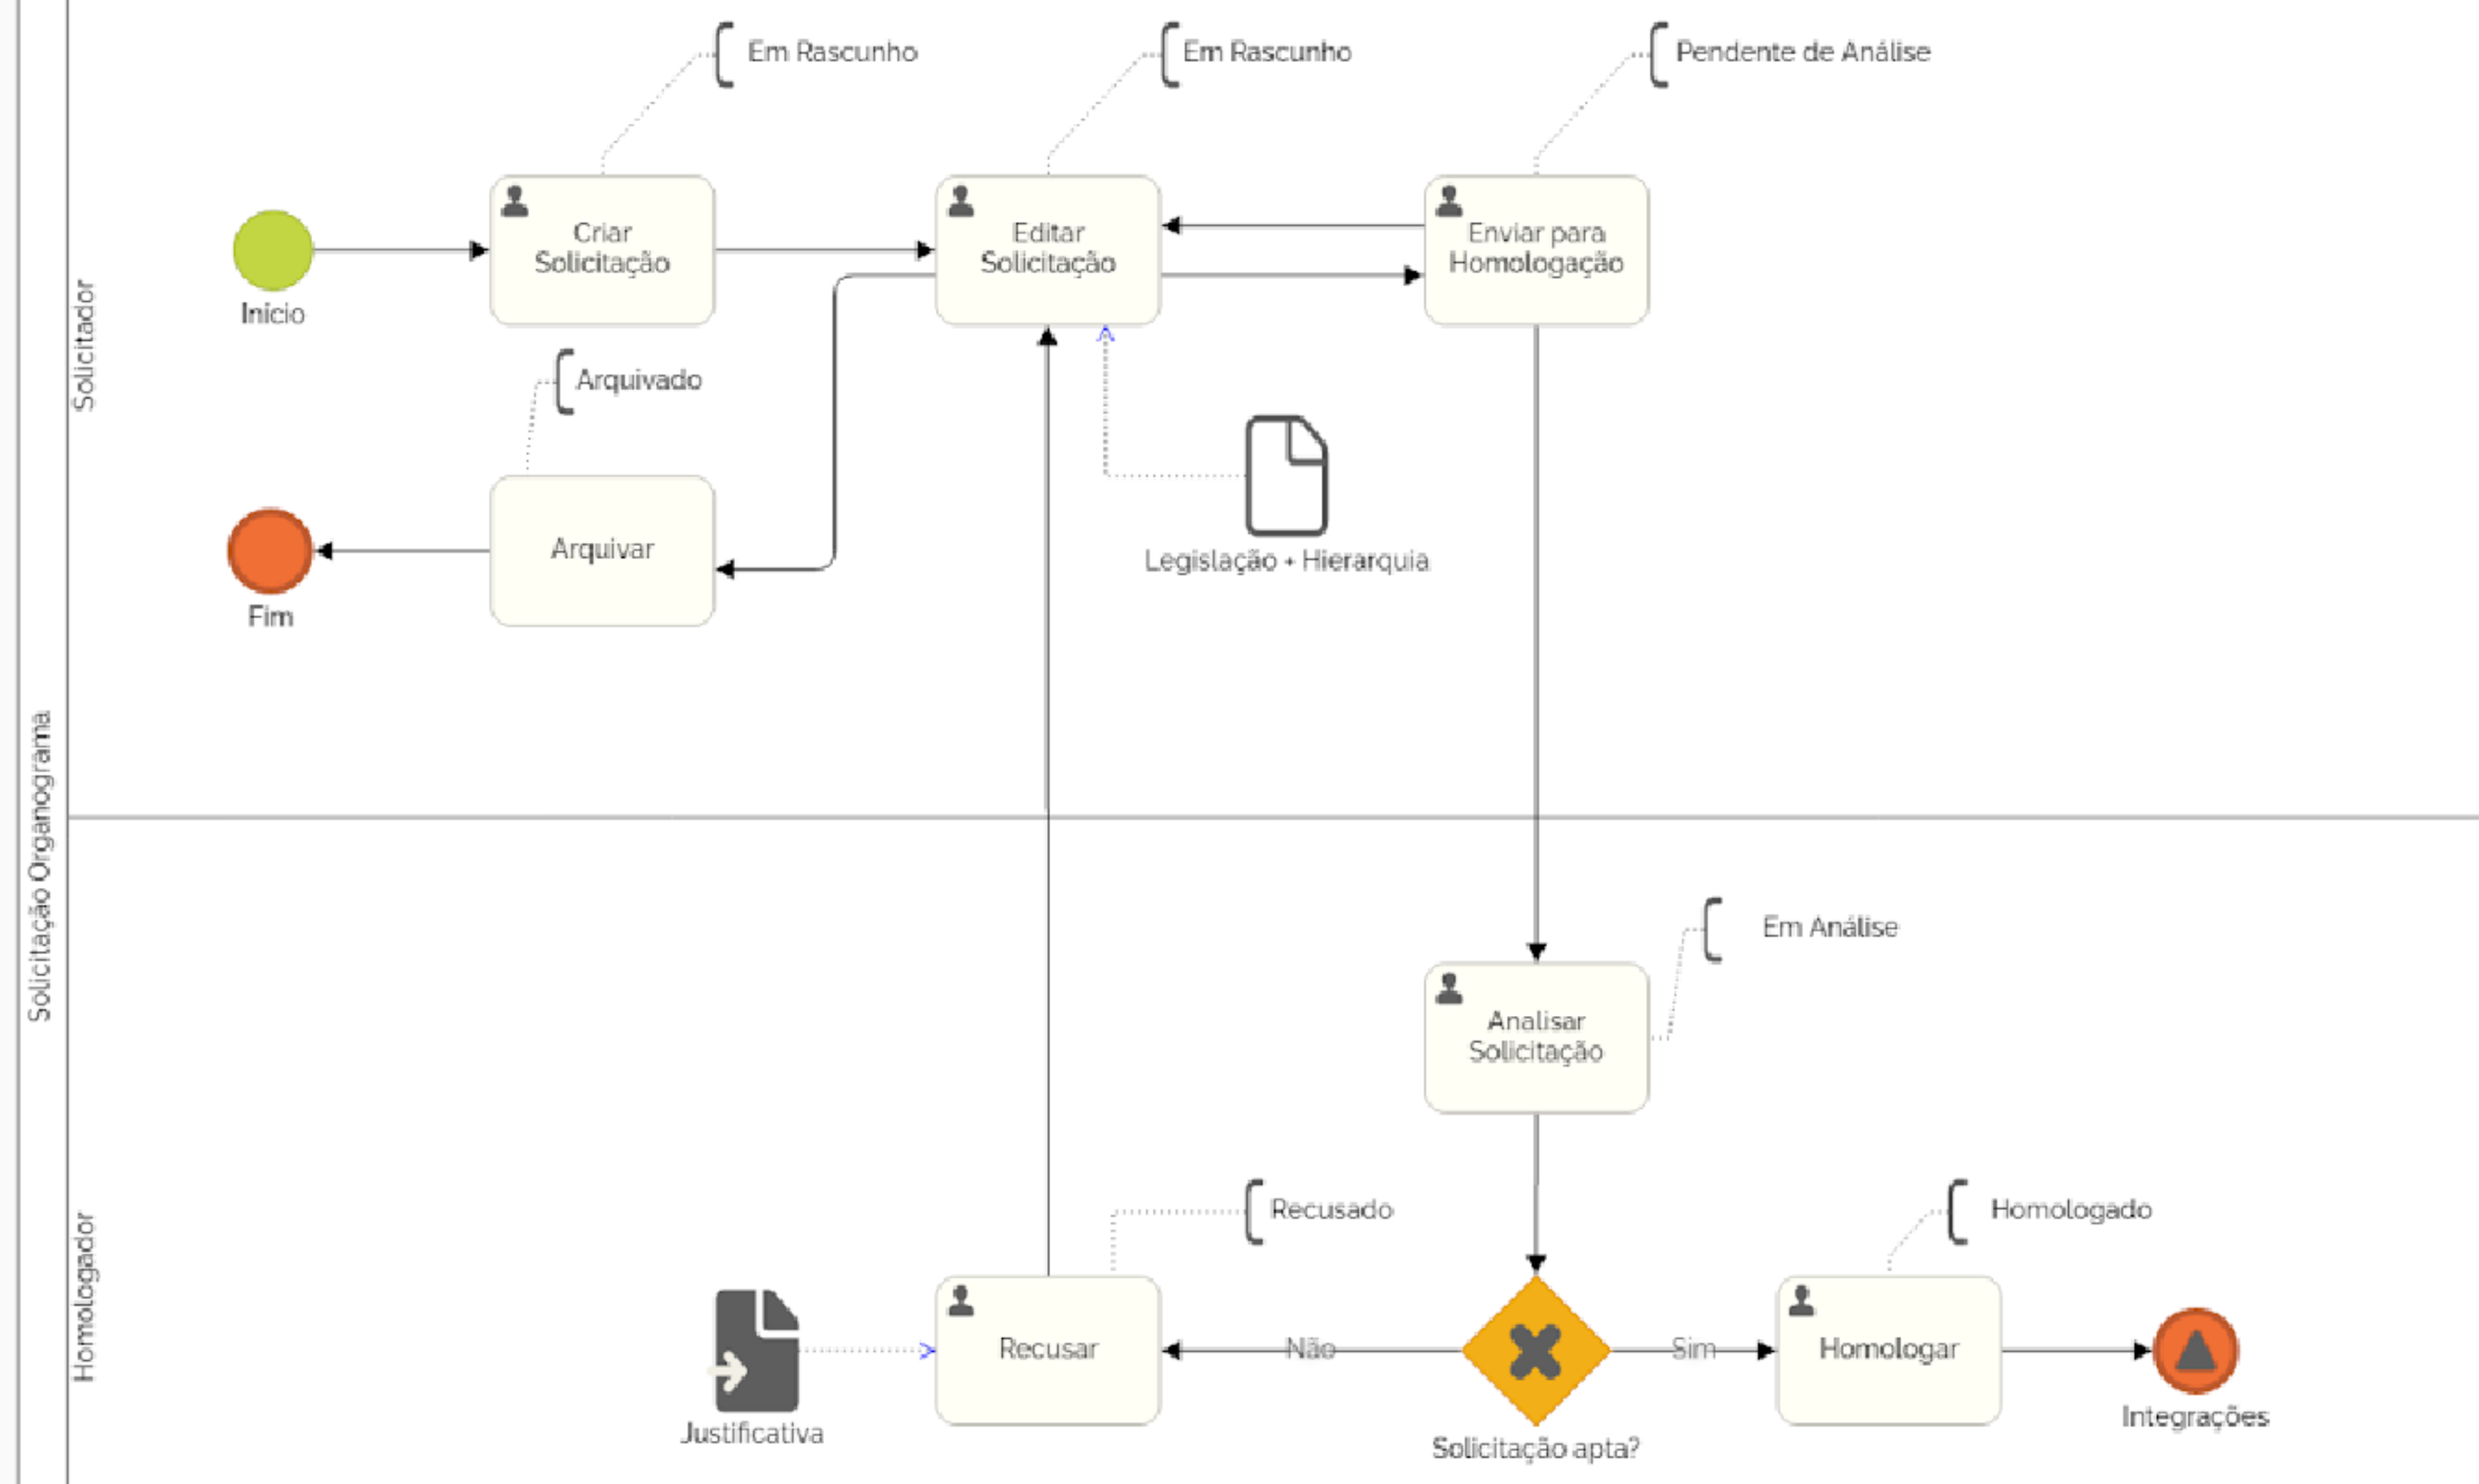 Solicitação Organograma
Solicitador
Em Rascunho
Em Rascunho
Pendente de Análise
Início
Criar
Solicitação
Editar
Solicitação
Enviar para
Homologação
Arquivado
Arquivar
Fim
Legislação + Hierarquia
Homologador
Em Análise
Analisar
Solicitação
Recusado
Homologado
Justificativa
Recusar
Não
Sim
Solicitação apta?
Homologar
Integrações